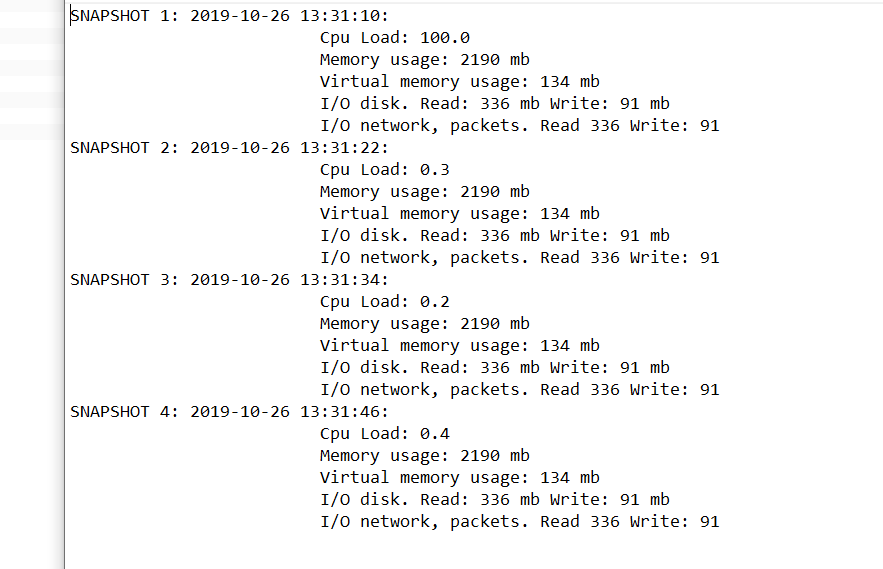 SNAPSHOT 1: 2019-10-26 13:31:10:
Cpu Load: 100.0
Memory usage: 2190 mb
Virtual memory usage: 134 mb
I/O disk. Read: 336 mb Write: 91 mb
I/O network, packets. Read 336 Write: 91
SNAPSHOT 2: 2019-10-26 13:31:22:
Cpu Load: 0.3
Memory usage: 2190 mb
Virtual memory usage: 134 mb
I/O disk. Read: 336 mb Write: 91 mb
I/O network, packets. Read 336 Write: 91
SNAPSHOT 3: 2019-10-26 13:31:34:
Cpu Load: 0.2
Memory usage: 2190 mb
Virtual memory usage: 134 mb
I/O disk. Read: 336 mb Write: 91 mb
I/O network, packets. Read 336 Write: 91
SNAPSHOT 4: 2019-10-26 13:31:46:
Cpu Load: 0.4
Memory usage: 2190 mb
Virtual memory usage: 134 mb
I/O disk. Read: 336 mb Write: 91 mb
I/O network, packets. Read 336 Write: 91